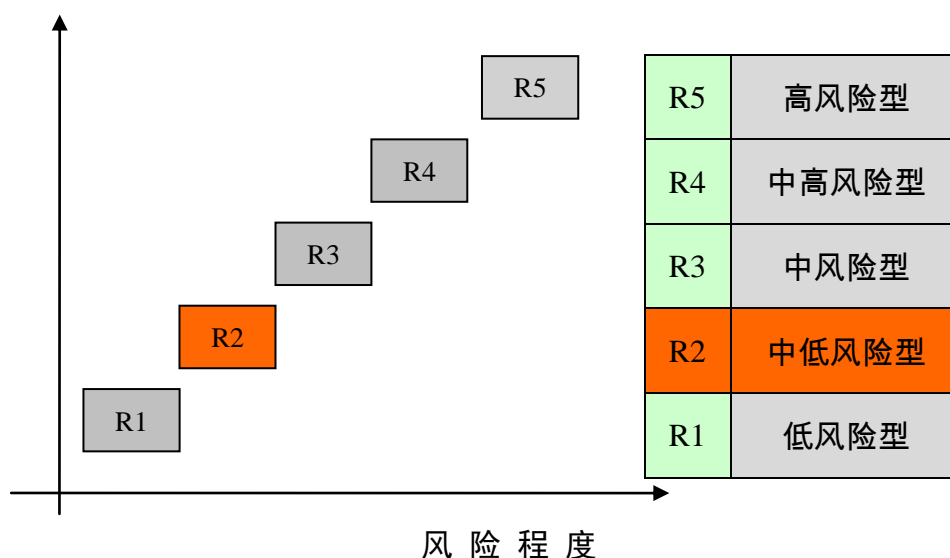 R5
R4
R3
R2
R1
R5 高风险型
R4 中高风险型
R3 中风险型
R2 中低风险型
R1 低风险型
风险程度